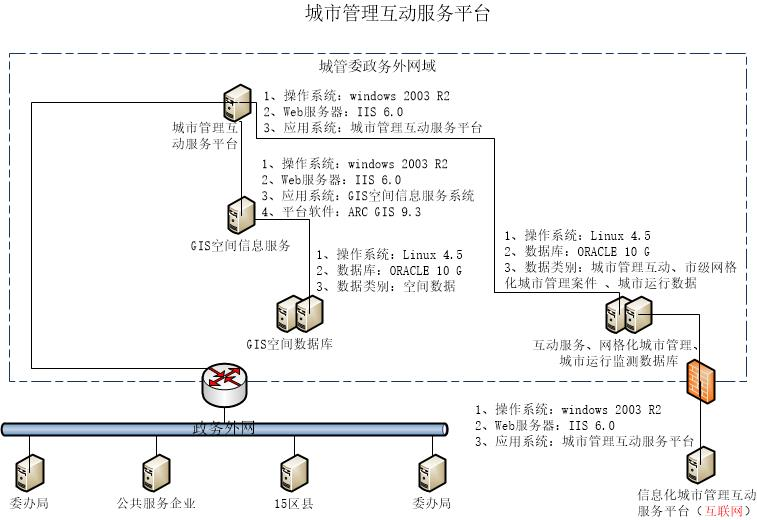 城市管理互动服务平台
城管委政务外网域
1、操作系统：windows 2003 R2
2、Web服务器：IIS 6.0
3、应用系统：城市管理互动服务平台
城市管理互
动服务平台
1、操作系统：windows 2003 R2
2、Web服务器：IIS 6.0
3、应用系统：GIS空间信息服务系统
4、平台软件：ARC GIS 9.3
GIS空间信息服务
1、操作系统：Linux 4.5
2、数据库：ORACLE 10 G
3、数据类别：空间数据
GIS空间数据库
1、操作系统：Linux 4.5
2、数据库：ORACLE 10 G
3、数据类别：城市管理互动、市级网格
化城市管理案件 、城市运行数据
互动服务、网格化城市管理、
城市运行监测数据库
1、操作系统：windows 2003 R2
2、Web服务器：IIS 6.0
3、应用系统：城市管理互动服务平台
政务外网
委办局
公共服务企业
15区县
委办局
信息化城市管理互动
服务平台（互联网）